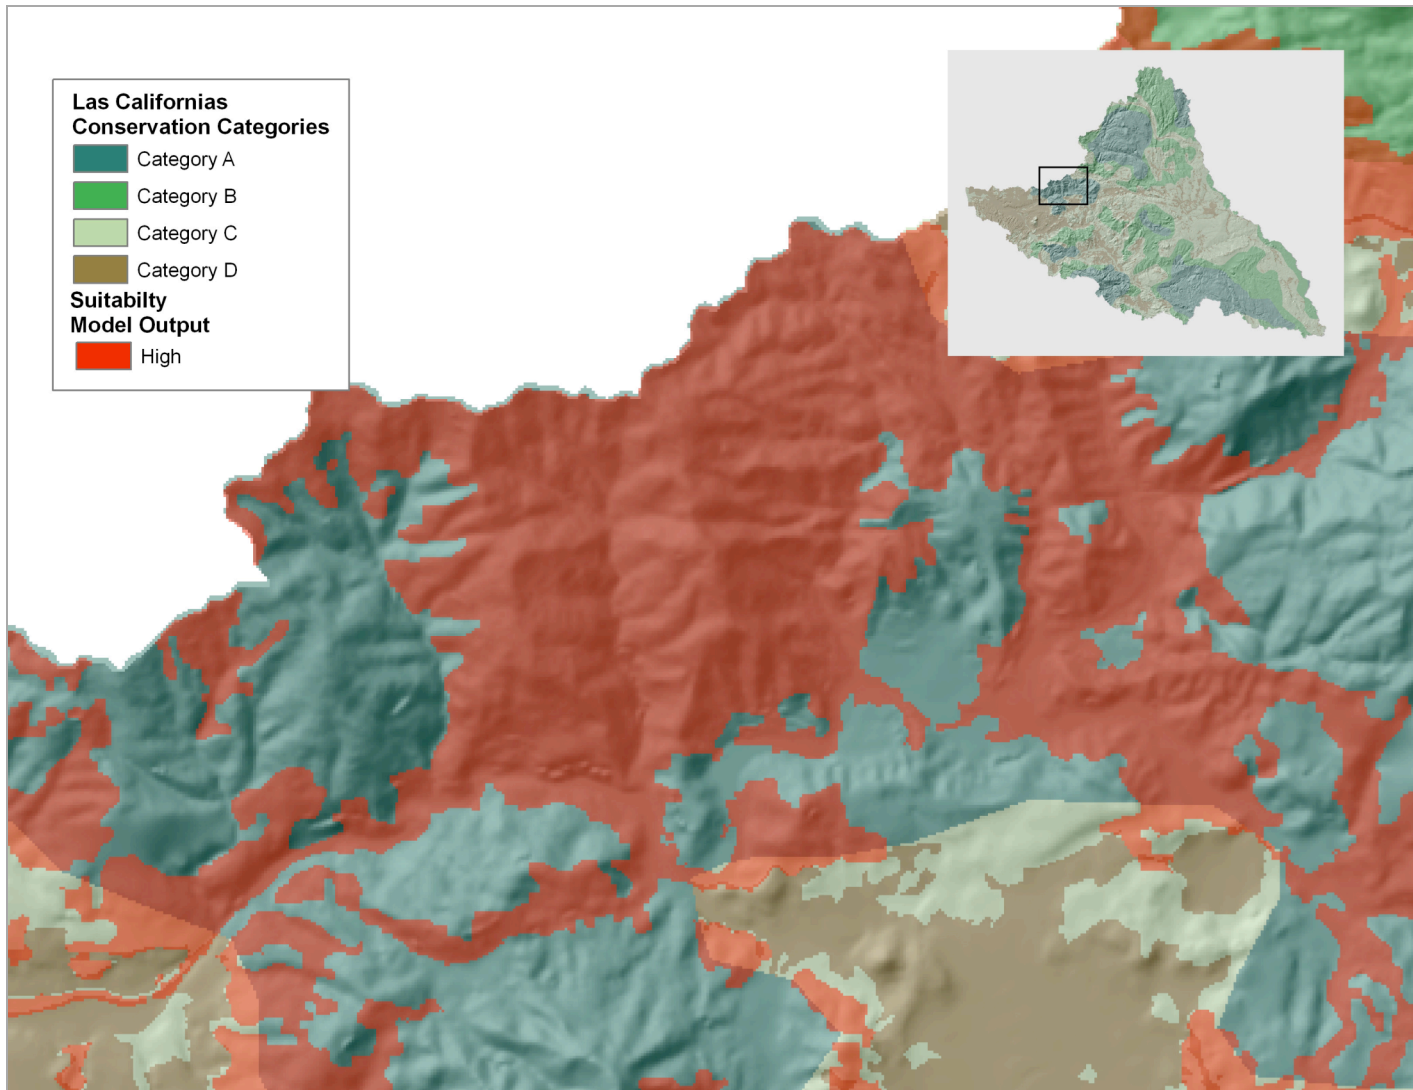 Las Californias
Conservation Categories
Category A
Category B
Category C
Category D
Suitabilty
Model Output
High